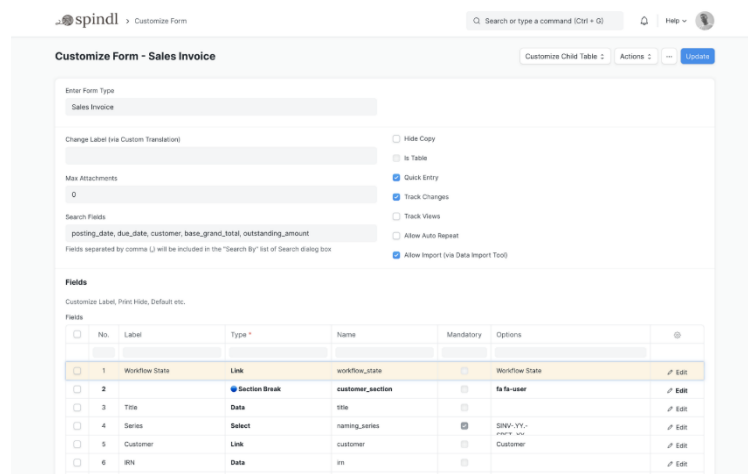 spindl > Customize Form
Search or type a command (Ctrl + G)
Help
Customize Form - Sales Invoice
Customize Child Table
Actions
...
Update
Enter Form Type
Sales Invoice
Change Label (via Custom Translation)
Hide Copy
Is Table
Max Attachments
Quick Entry
0
Track Changes
Search Fields
Track Views
posting_date, due_date, customer, base_grand_total, outstanding_amount
Allow Auto Repeat
Fields separated by comma (,) will be included in the "Search By" list of Search dialog box
Allow Import (via Data Import Tool)
Fields
Customize Label, Print Hide, Default etc.
Fields
No. Label Type * Name Mandatory Options
1 Workflow State Link workflow_state Workflow State Edit
2 Section Break customer_section fa fa-user Edit
3 Title Data title Edit
4 Series Select naming_series SINV-.YY.- Edit
5 Customer Link customer Customer Edit
6 IRN Data irn Edit